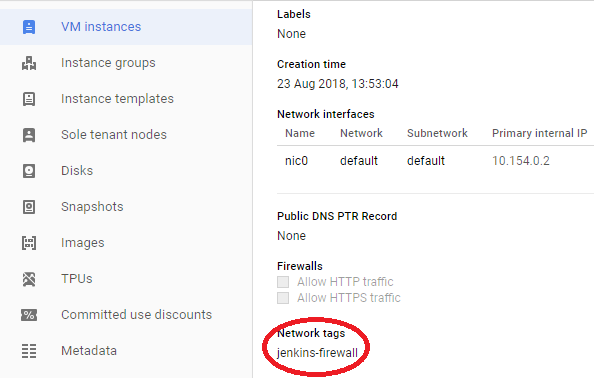 VM instances
Instance groups
Instance templates
Sole tenant nodes
Disks
Snapshots
Images
TPUs
Committed use discounts
Metadata
Labels
None
Creation time
23 Aug 2018, 13:53:04
Network interfaces
Name Network Subnetwork Primary internal IP
nic0 default default 10.154.0.2
Public DNS PTR Record
None
Firewalls
Allow HTTP traffic
Allow HTTPS traffic
Network tags
jenkins-firewall